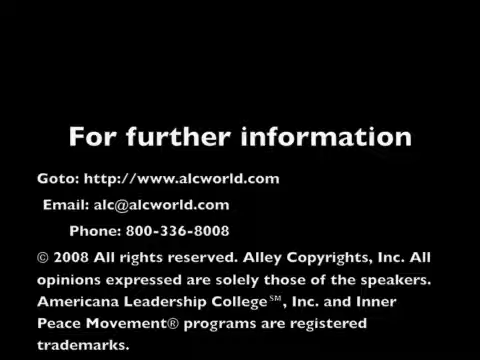 For further information
Goto: http://www.alcworld.com
Email: alc@alcworld.com
Phone: 800-336-8008
© 2008 All rights reserved. Alley Copyrights, Inc. All
opinions expressed are solely those of the speakers.
Americana Leadership College℠, Inc. and Inner
Peace Movement® programs are registered
trademarks.